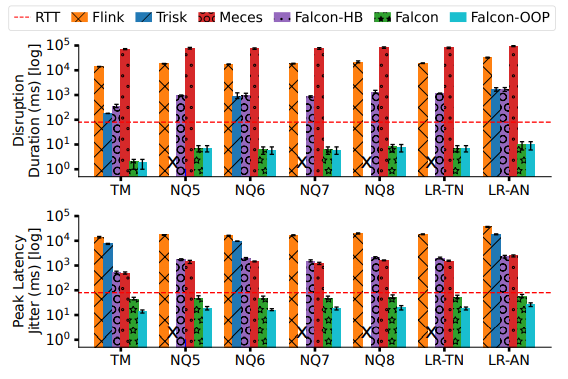 RTT Flink Trisk Meces Falcon-HB Falcon Falcon-OOP
Disruption
Duration (ms) [log]
10^5
10^4
10^3
10^2
10^1
10^0
X X X X
TM NQ5 NQ6 NQ7 NQ8 LR-TN LR-AN
Peak Latency
Jitter (ms) [log]
10^5
10^4
10^3
10^2
10^1
10^0
X X X X
TM NQ5 NQ6 NQ7 NQ8 LR-TN LR-AN